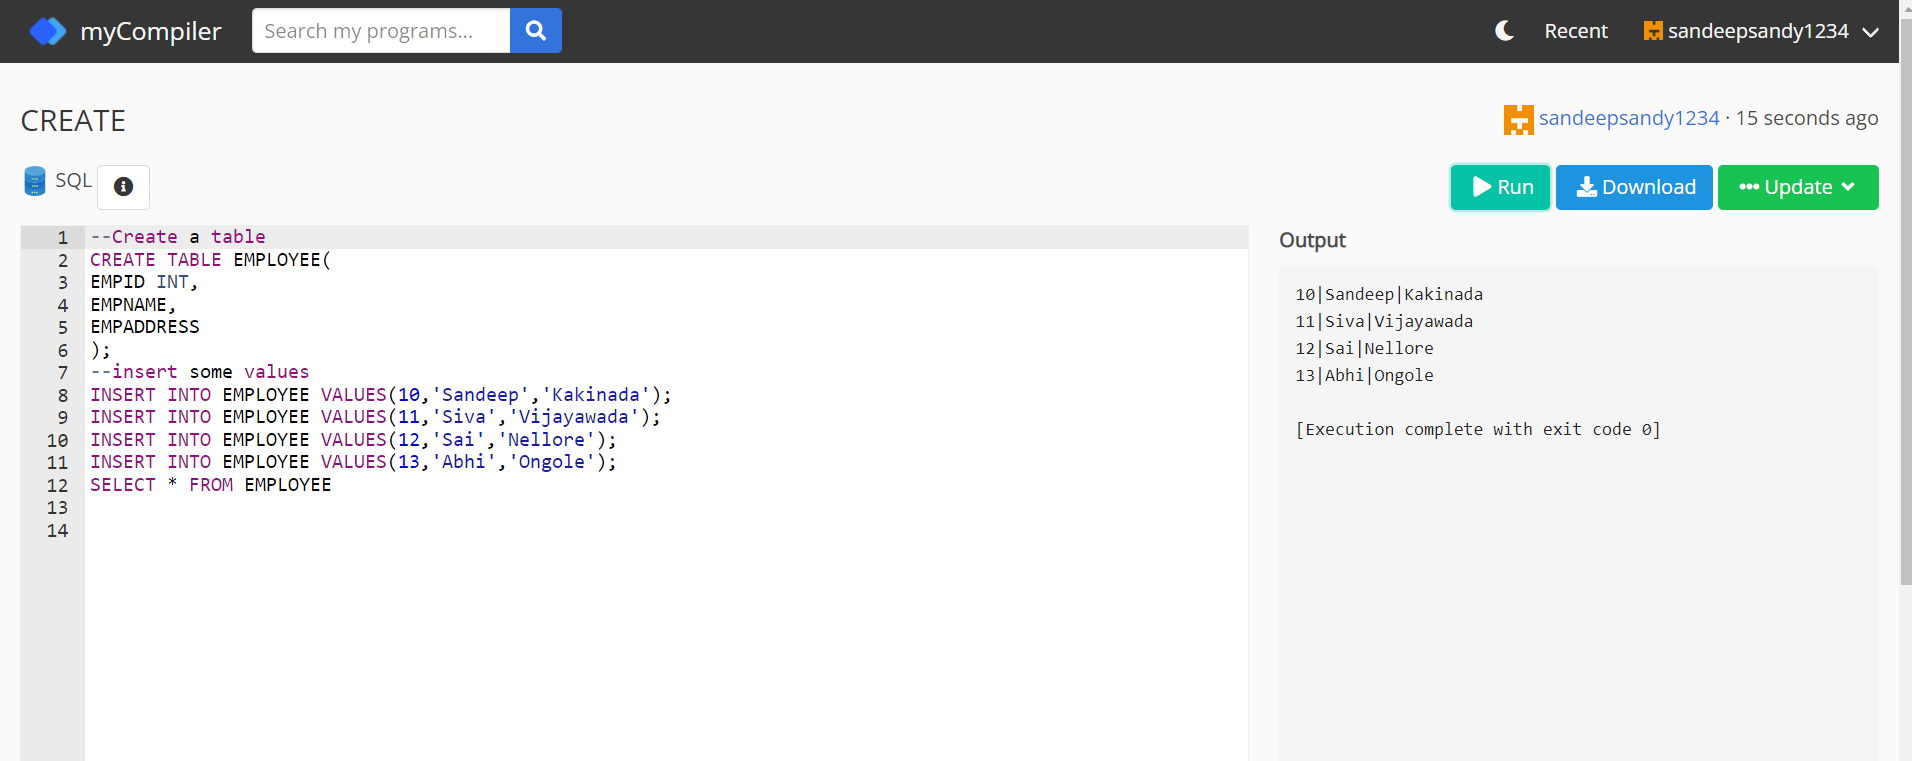 myCompiler Search my programs... Recent sandeepsandy1234
CREATE sandeepsandy1234 · 15 seconds ago
SQL Run Download Update
1 --Create a table
2 CREATE TABLE EMPLOYEE(
3 EMPID INT,
4 EMPNAME,
5 EMPADDRESS
6 );
7 --insert some values
8 INSERT INTO EMPLOYEE VALUES(10,'Sandeep','Kakinada');
9 INSERT INTO EMPLOYEE VALUES(11,'Siva','Vijayawada');
10 INSERT INTO EMPLOYEE VALUES(12,'Sai','Nellore');
11 INSERT INTO EMPLOYEE VALUES(13,'Abhi','Ongole');
12 SELECT * FROM EMPLOYEE
13
14
Output
10|Sandeep|Kakinada
11|Siva|Vijayawada
12|Sai|Nellore
13|Abhi|Ongole
[Execution complete with exit code 0]